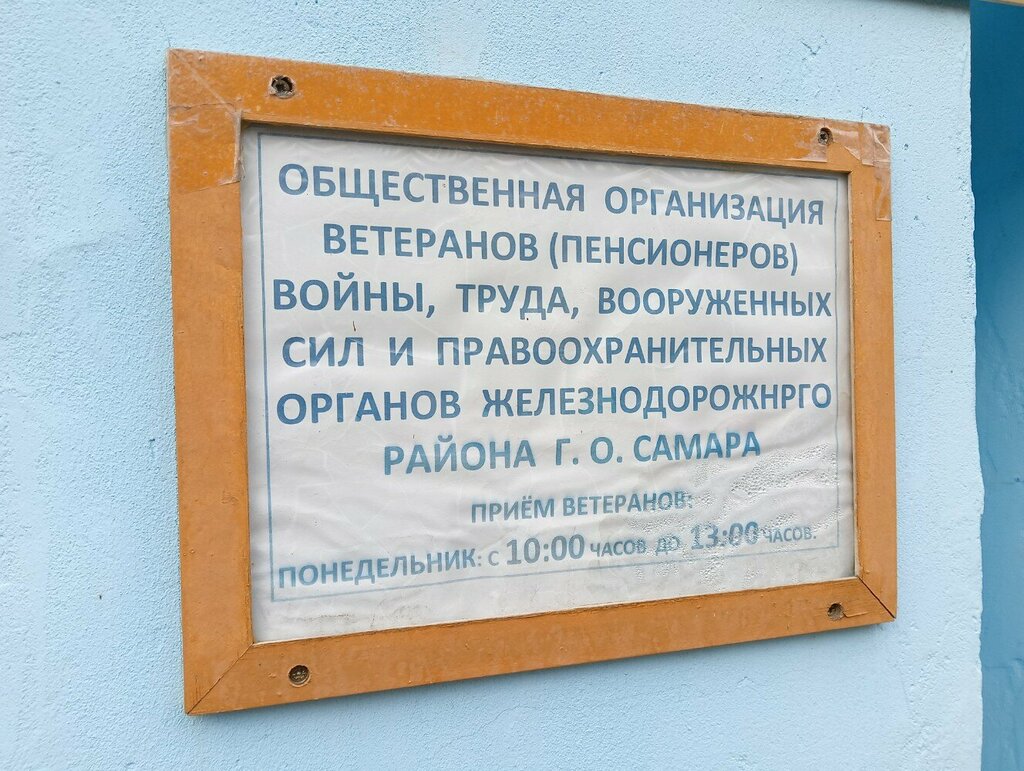 ОБЩЕСТВЕННАЯ ОРГАНИЗАЦИЯ
ВЕТЕРАНОВ (ПЕНСИОНЕРОВ)
ВОЙНЫ, ТРУДА, ВООРУЖЕННЫХ
СИЛ И ПРАВООХРАНИТЕЛЬНЫХ
ОРГАНОВ ЖЕЛЕЗНОДОРОЖНРГО
РАЙОНА Г. О. САМАРА
ПРИЁМ ВЕТЕРАНОВ:
ПОНЕДЕЛЬНИК: С 10:00 ЧАСОВ ДО 13:00 ЧАСОВ.